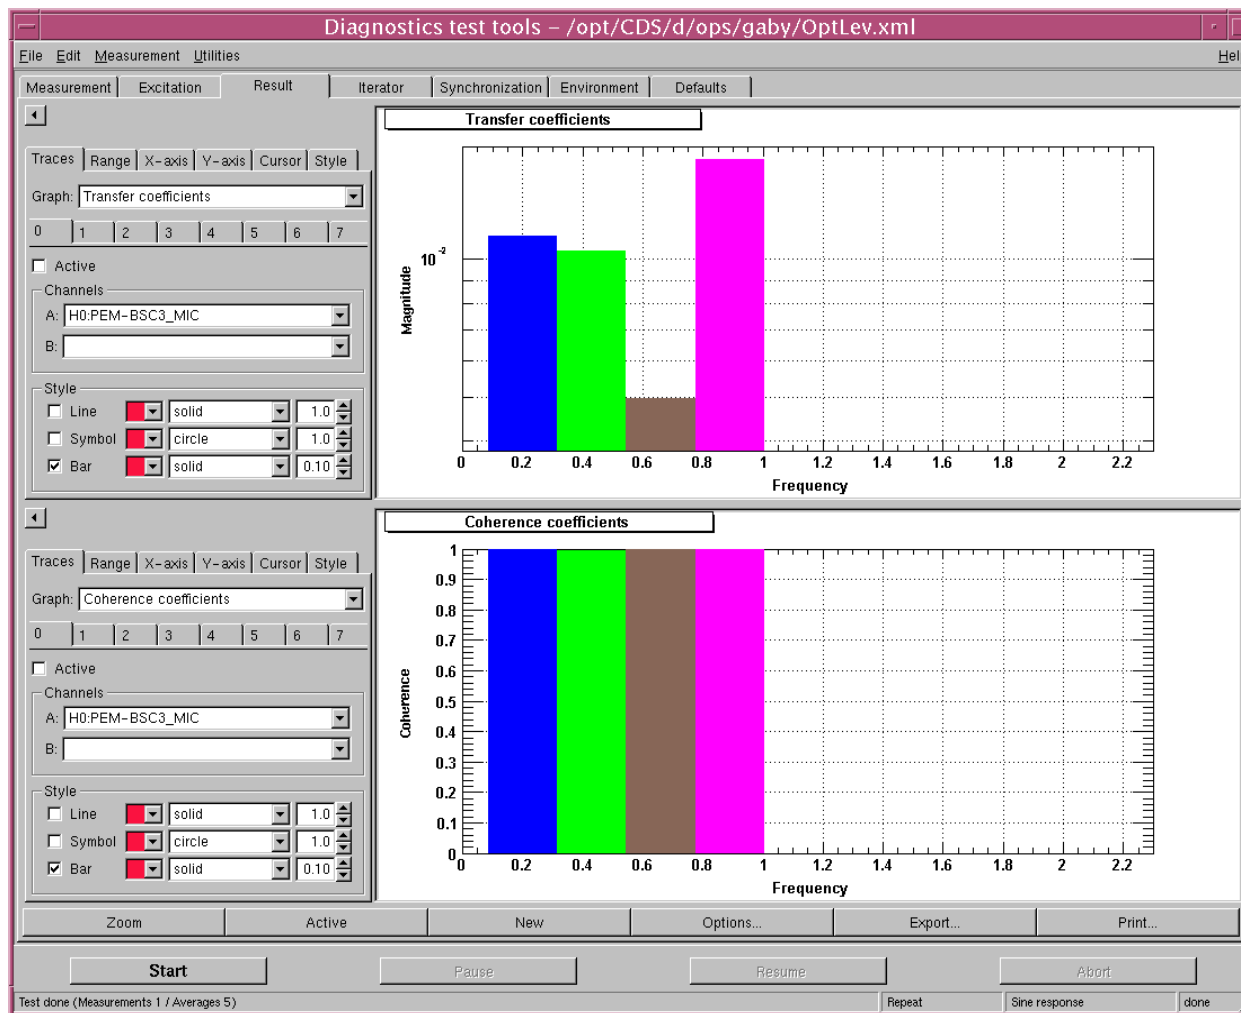 Diagnostics test tools – /opt/CDS/d/ops/gaby/OptLev.xml
File Edit Measurement Utilities Hel
Measurement Excitation Result Iterator Synchronization Environment Defaults
Traces Range X-axis Y-axis Cursor Style
Graph: Transfer coefficients
0 1 2 3 4 5 6 7
Active
Channels
A: H0:PEM-BSC3_MIC
B:
Style
Line solid 1.0
Symbol circle 1.0
Bar solid 0.10
Transfer coefficients
Magnitude
10⁻²
0 0.2 0.4 0.6 0.8 1 1.2 1.4 1.6 1.8 2 2.2
Frequency
Traces Range X-axis Y-axis Cursor Style
Graph: Coherence coefficients
0 1 2 3 4 5 6 7
Active
Channels
A: H0:PEM-BSC3_MIC
B:
Style
Line solid 1.0
Symbol circle 1.0
Bar solid 0.10
Coherence coefficients
Coherence
1
0.9
0.8
0.7
0.6
0.5
0.4
0.3
0.2
0.1
0
0 0.2 0.4 0.6 0.8 1 1.2 1.4 1.6 1.8 2 2.2
Frequency
Zoom Active New Options... Export... Print...
Start Pause Resume Abort
Test done (Measurements 1 / Averages 5) Repeat Sine response done